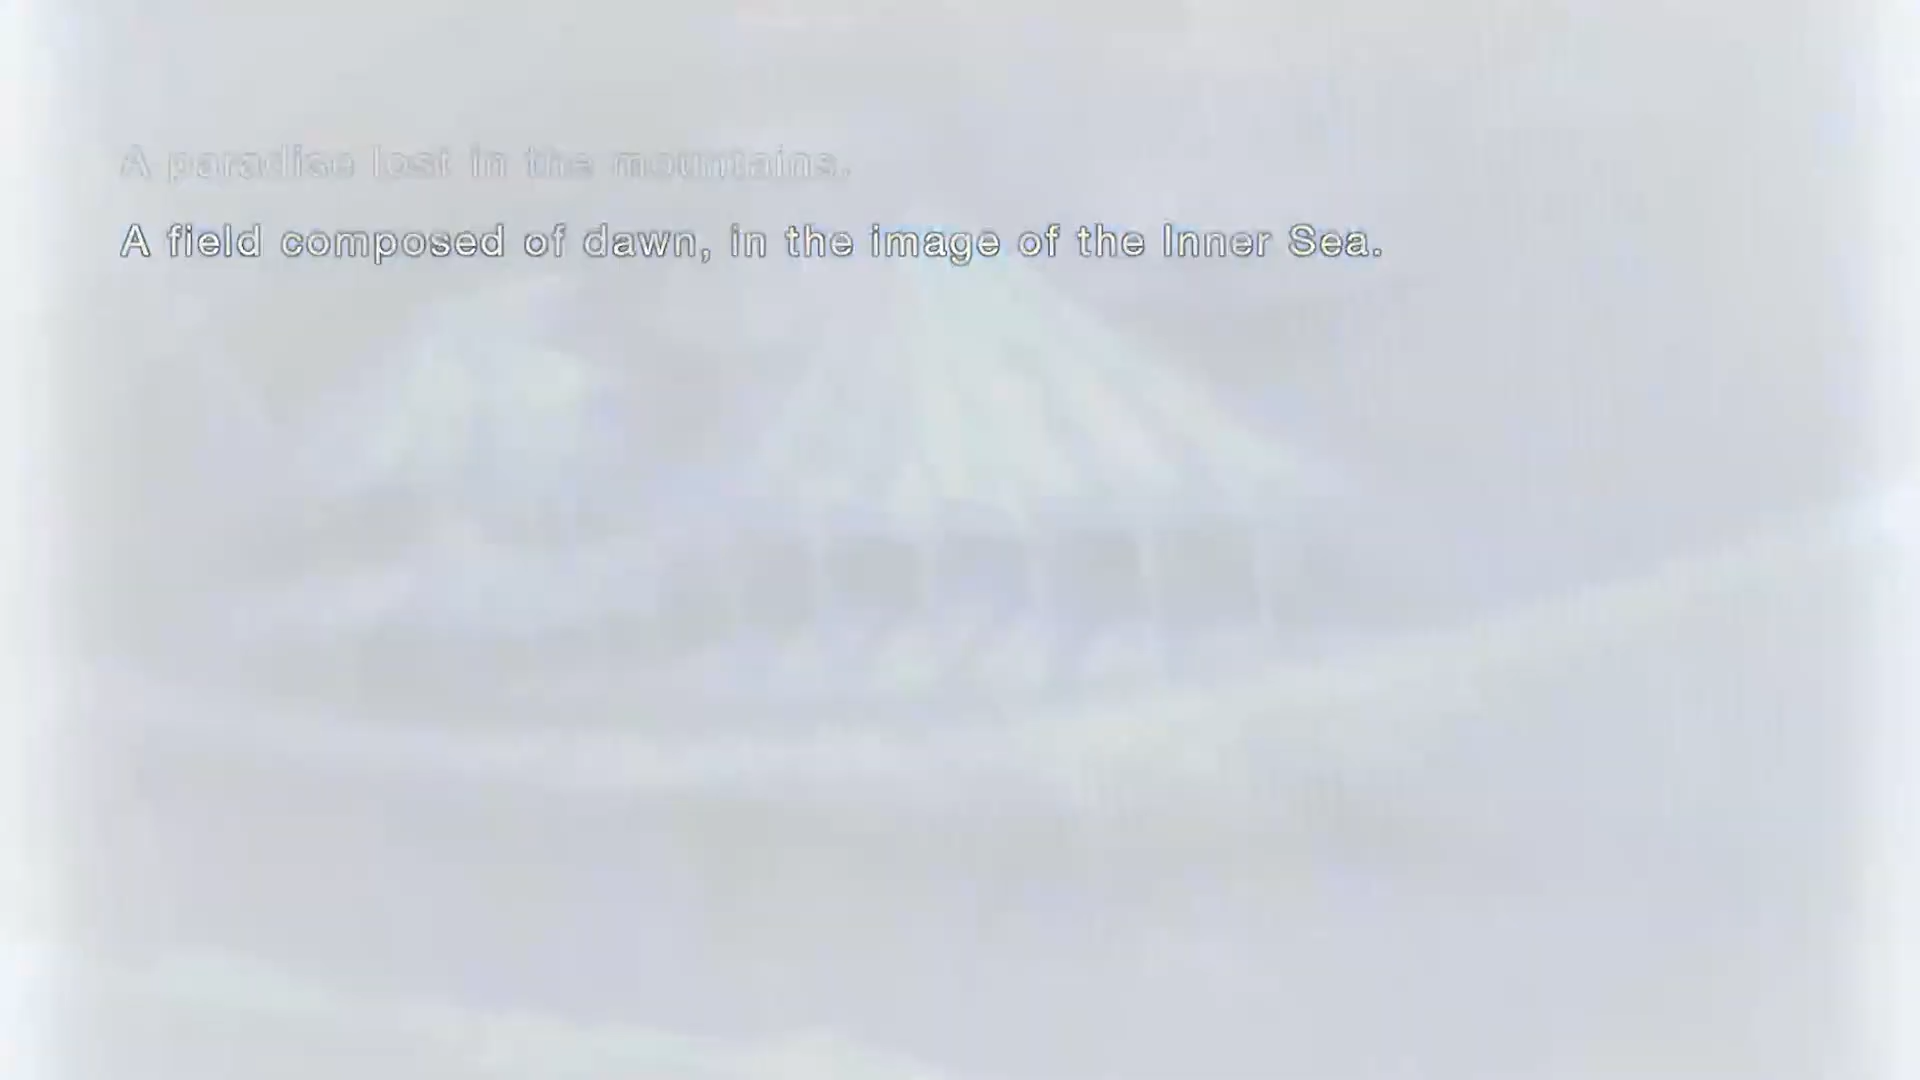 A paradise lost in the mountains.
A field composed of dawn, in the image of the Inner Sea.